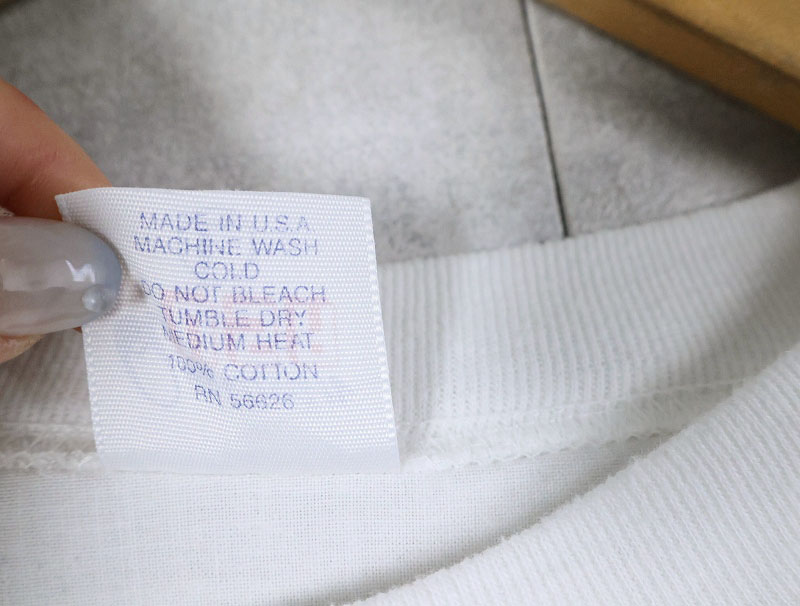 MADE IN U.S.A
MACHINE WASH
COLD
DO NOT BLEACH
TUMBLE DRY
MEDIUM HEAT
100% COTTON
RN 56626